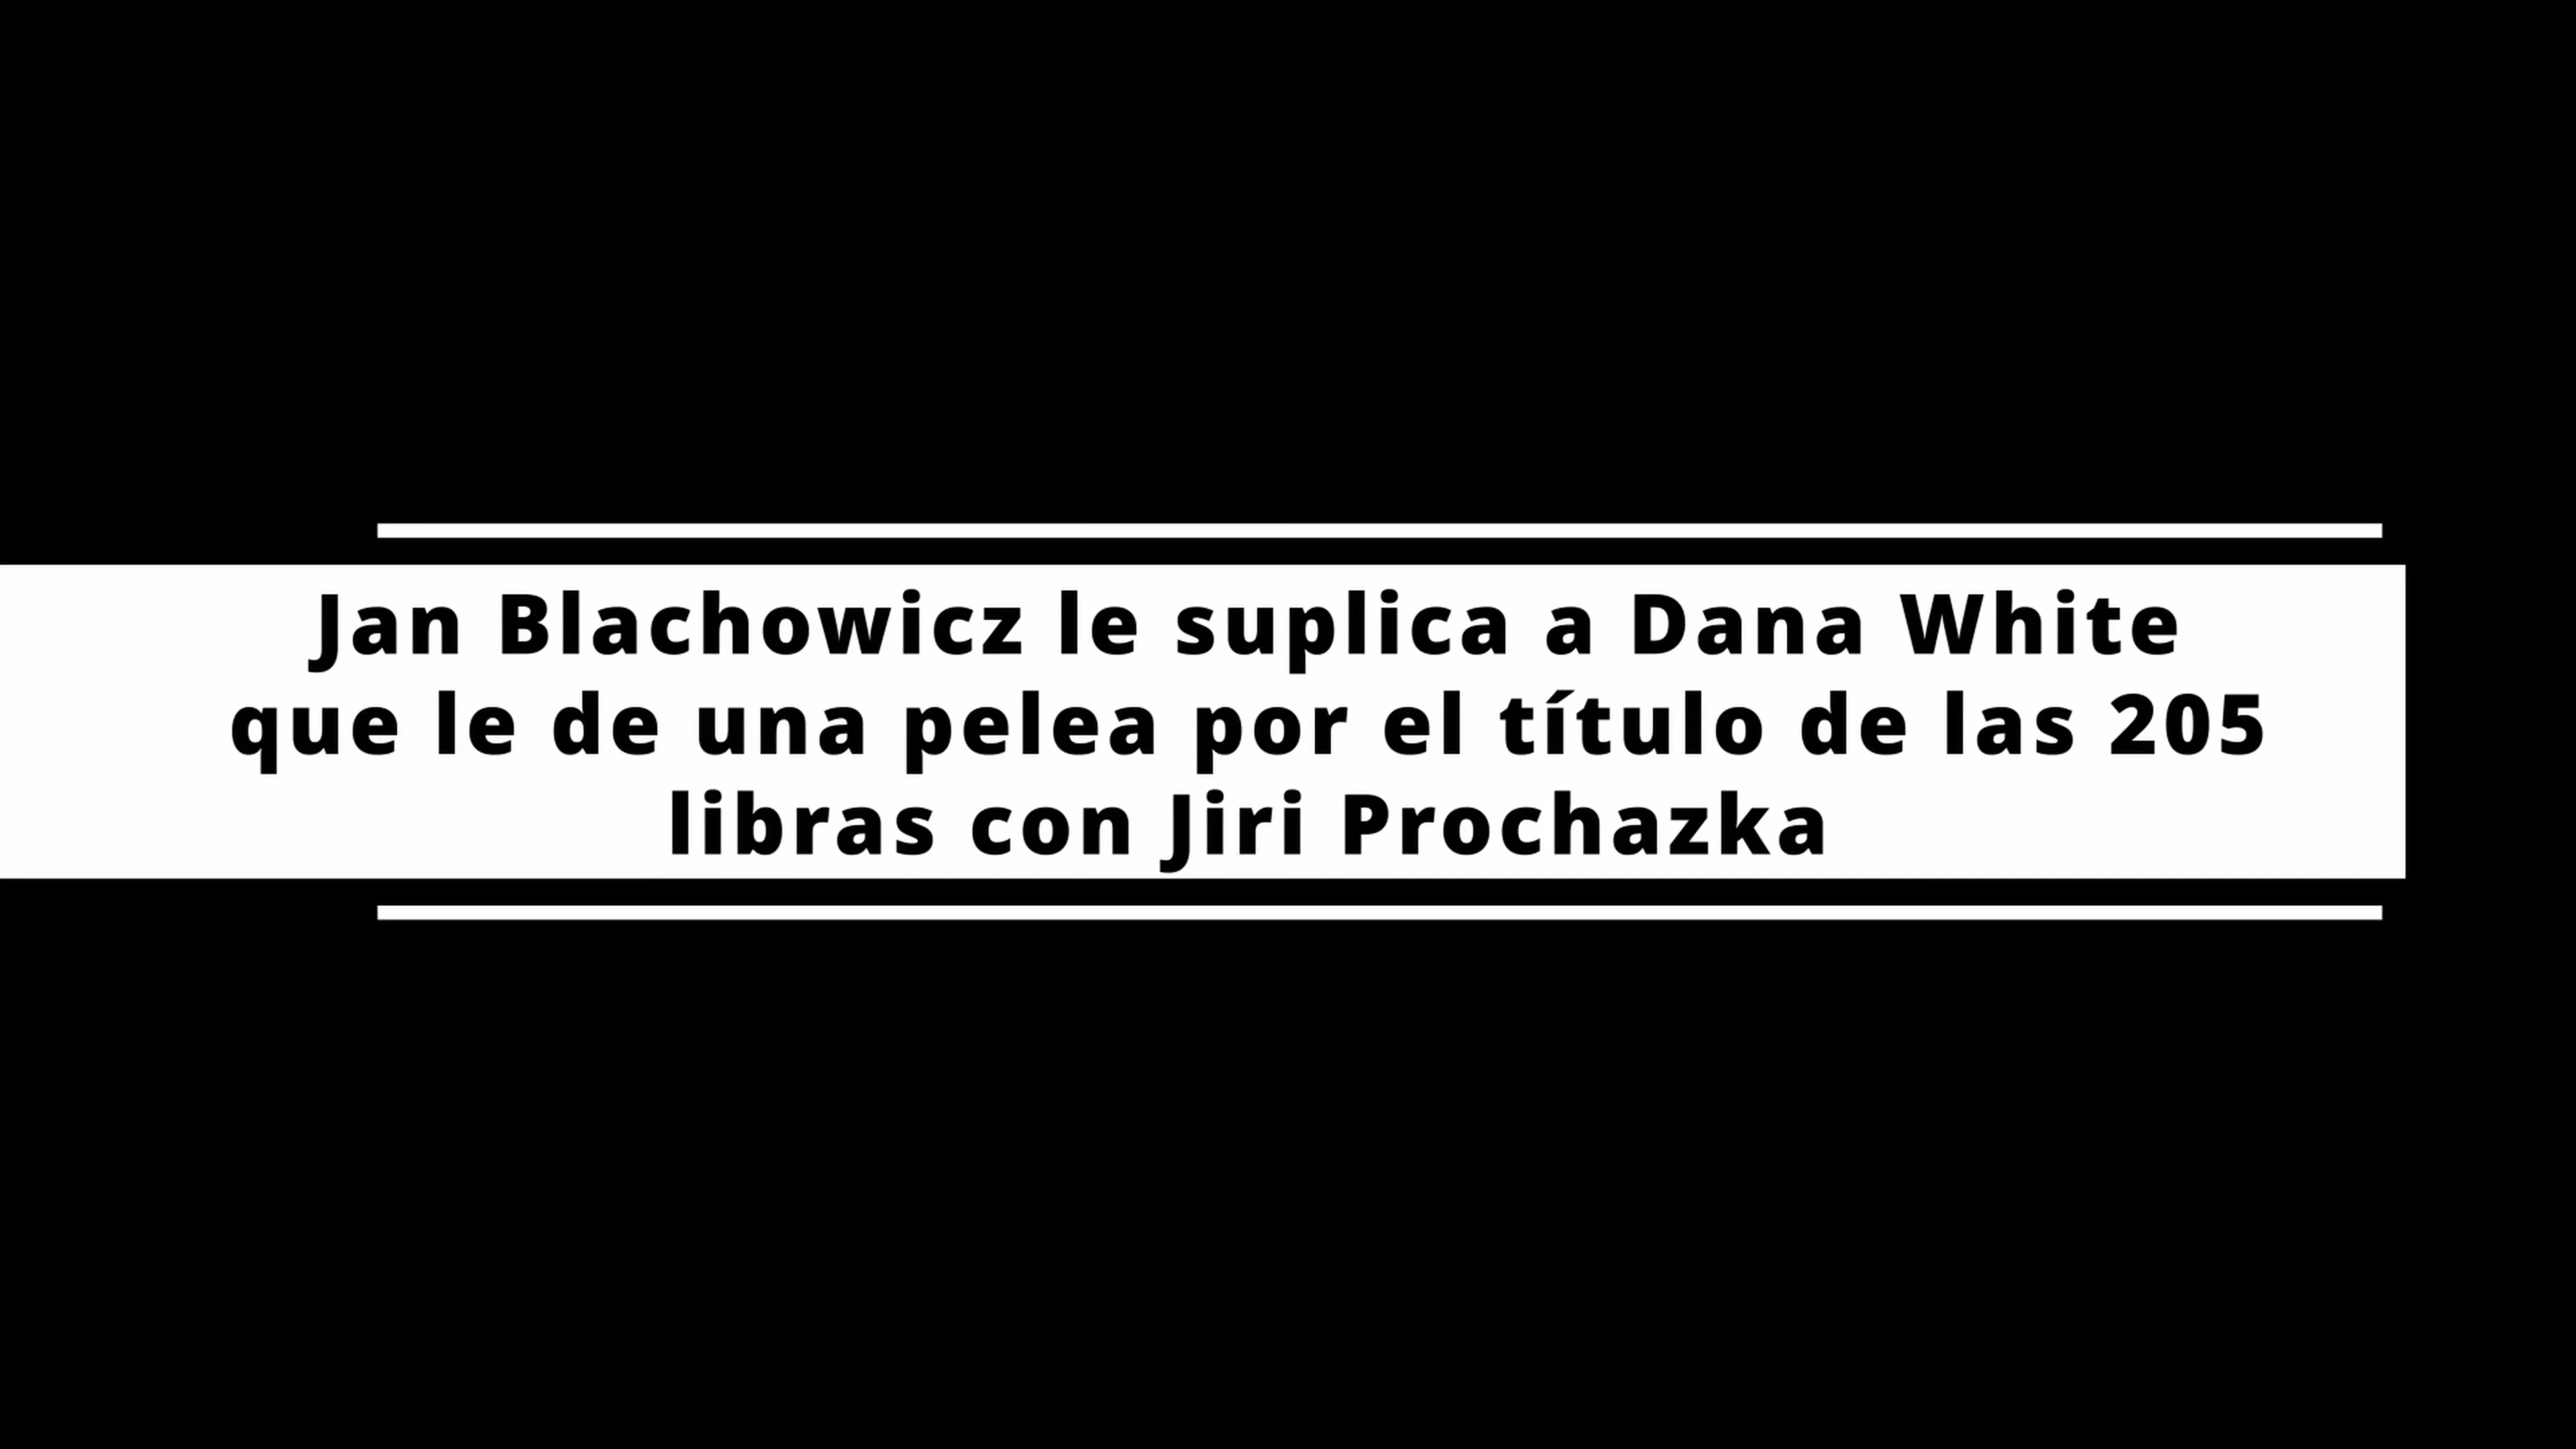 Jan Blachowicz le suplica a Dana White
que le de una pelea por el título de las 205
libras con Jiri Prochazka